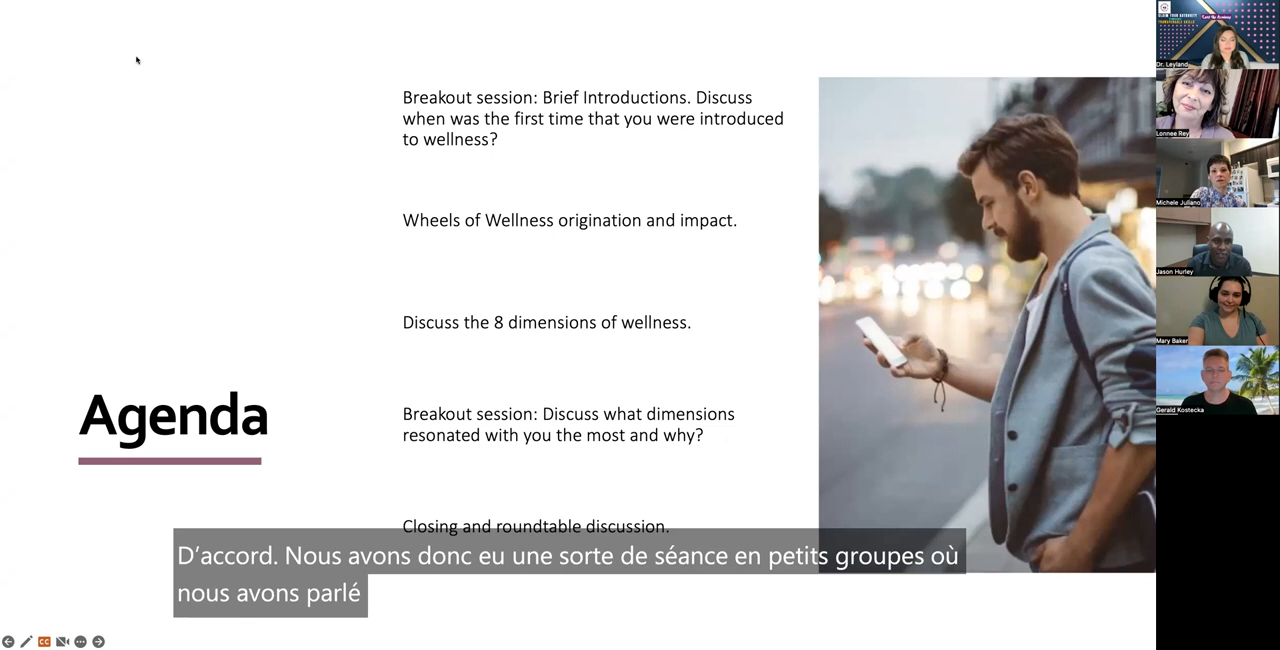 Breakout session: Brief Introductions. Discuss
when was the first time that you were introduced
to wellness?
Wheels of Wellness origination and impact.
Discuss the 8 dimensions of wellness.
Agenda
Breakout session: Discuss what dimensions
resonated with you the most and why?
Closing and roundtable discussion.
D'accord. Nous avons donc eu une sorte de séance en petits groupes où
nous avons parlé
CC
Dr. Leyland
Lonnee Rey
Michele Juliano
Jason Hurley
Mary Baker
Gerald Kostecka